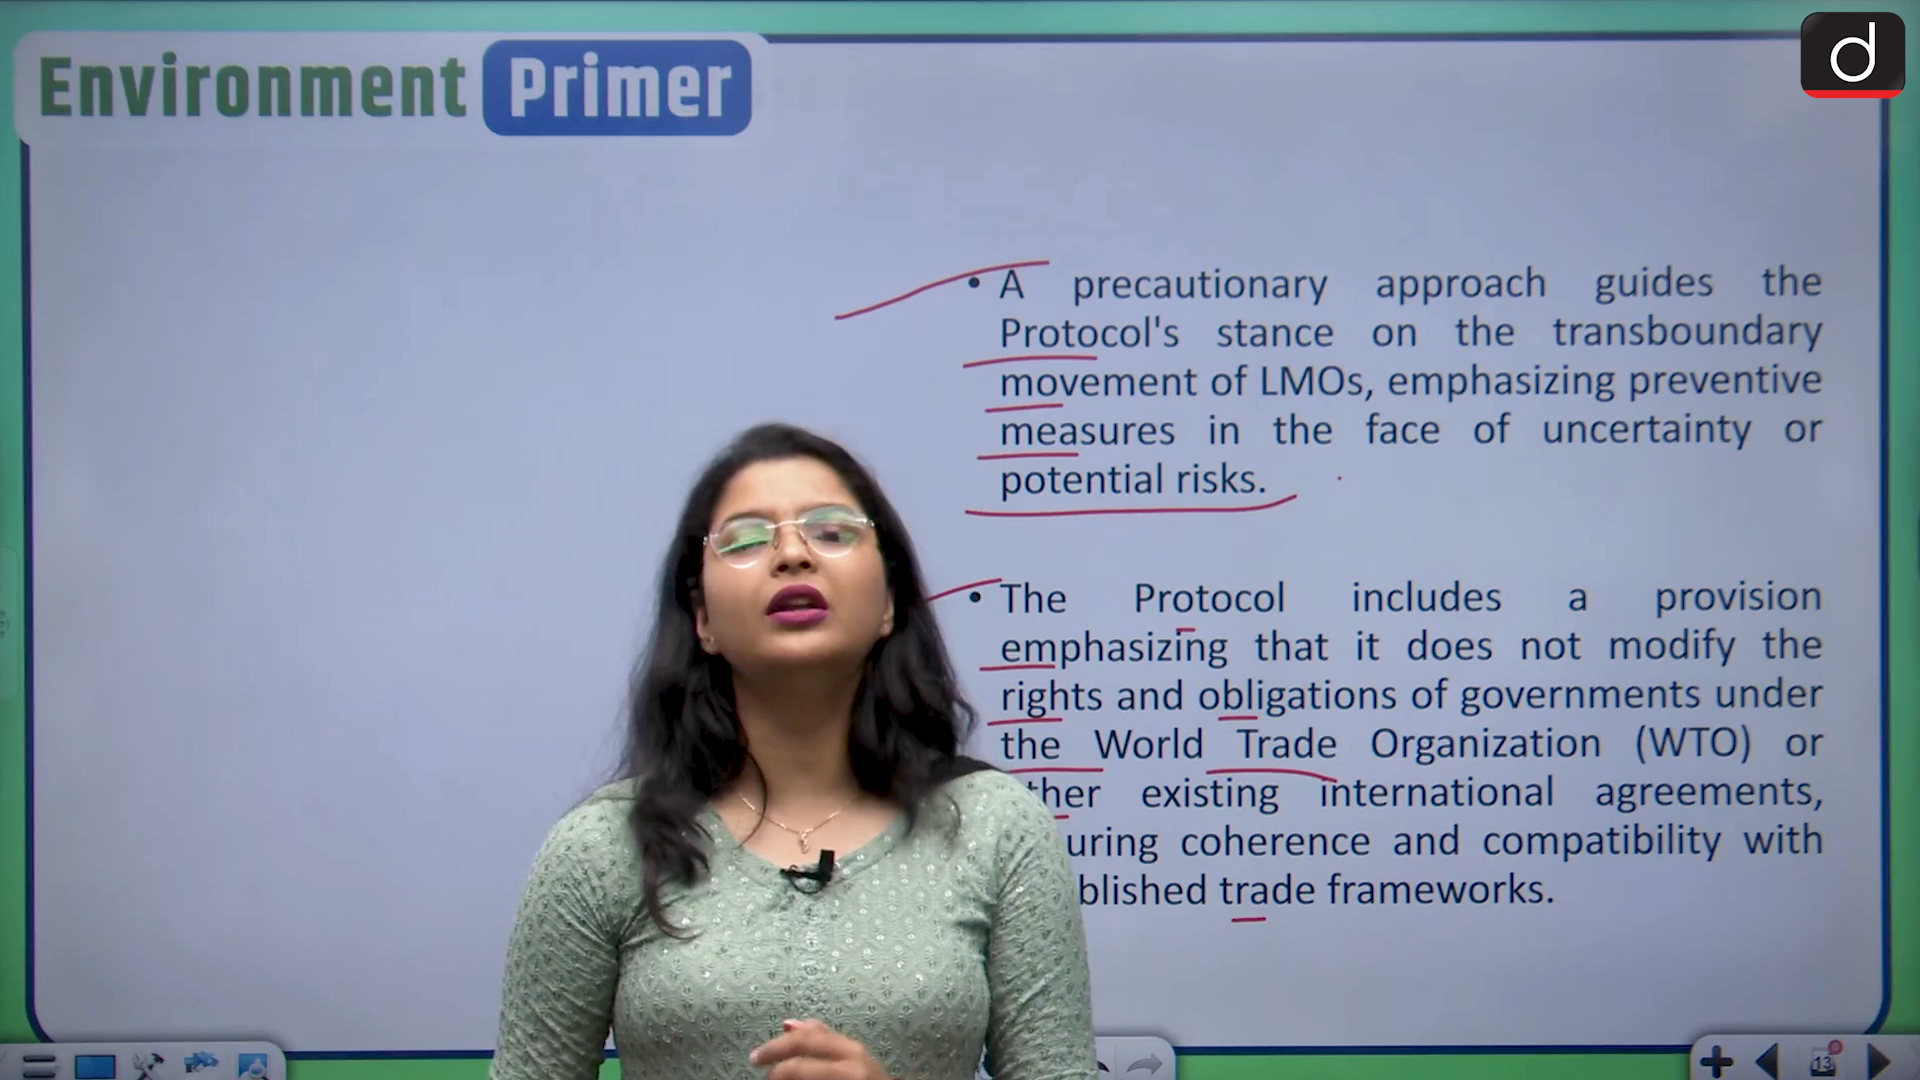 Environment Primer
d
• A precautionary approach guides the
Protocol's stance on the transboundary
movement of LMOs, emphasizing preventive
measures in the face of uncertainty or
potential risks.
• The Protocol includes a provision
emphasizing that it does not modify the
rights and obligations of governments under
the World Trade Organization (WTO) or
existing international agreements,
coherence and compatibility with
trade frameworks.
13